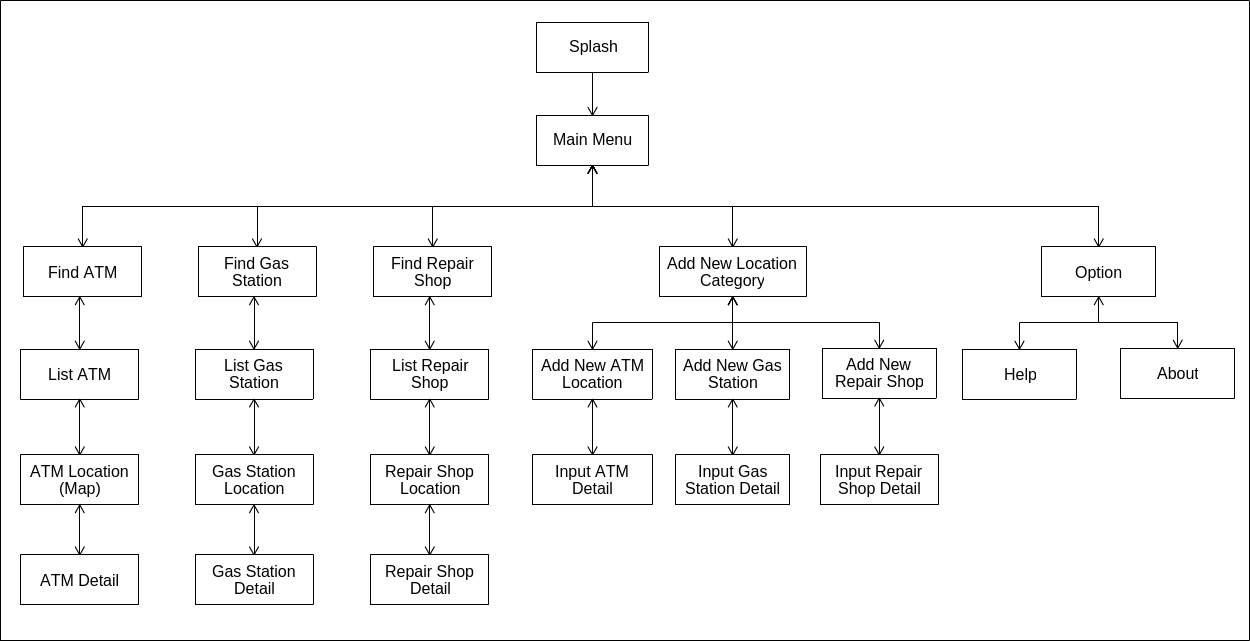 Splash
Main Menu
Find ATM
Find Gas
Station
Find Repair
Shop
Add New Location
Category
Option
List ATM
List Gas
Station
List Repair
Shop
Add New ATM
Location
Add New Gas
Station
Add New
Repair Shop
Help
About
ATM Location
(Map)
Gas Station
Location
Repair Shop
Location
Input ATM
Detail
Input Gas
Station Detail
Input Repair
Shop Detail
ATM Detail
Gas Station
Detail
Repair Shop
Detail